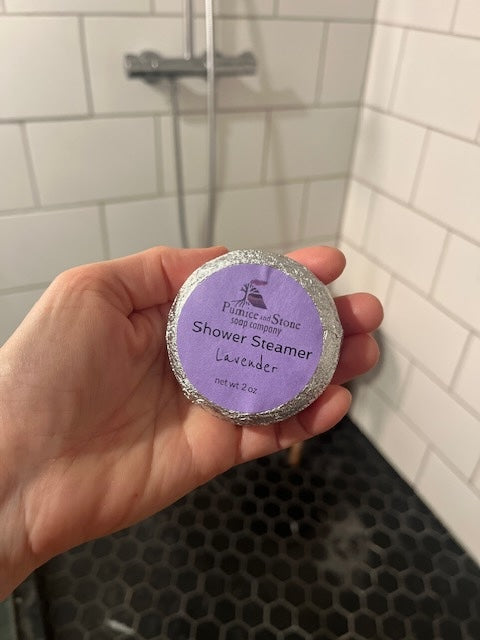 Pumice and Stone
soap company
Shower Steamer
Lavender
net wt 2 oz